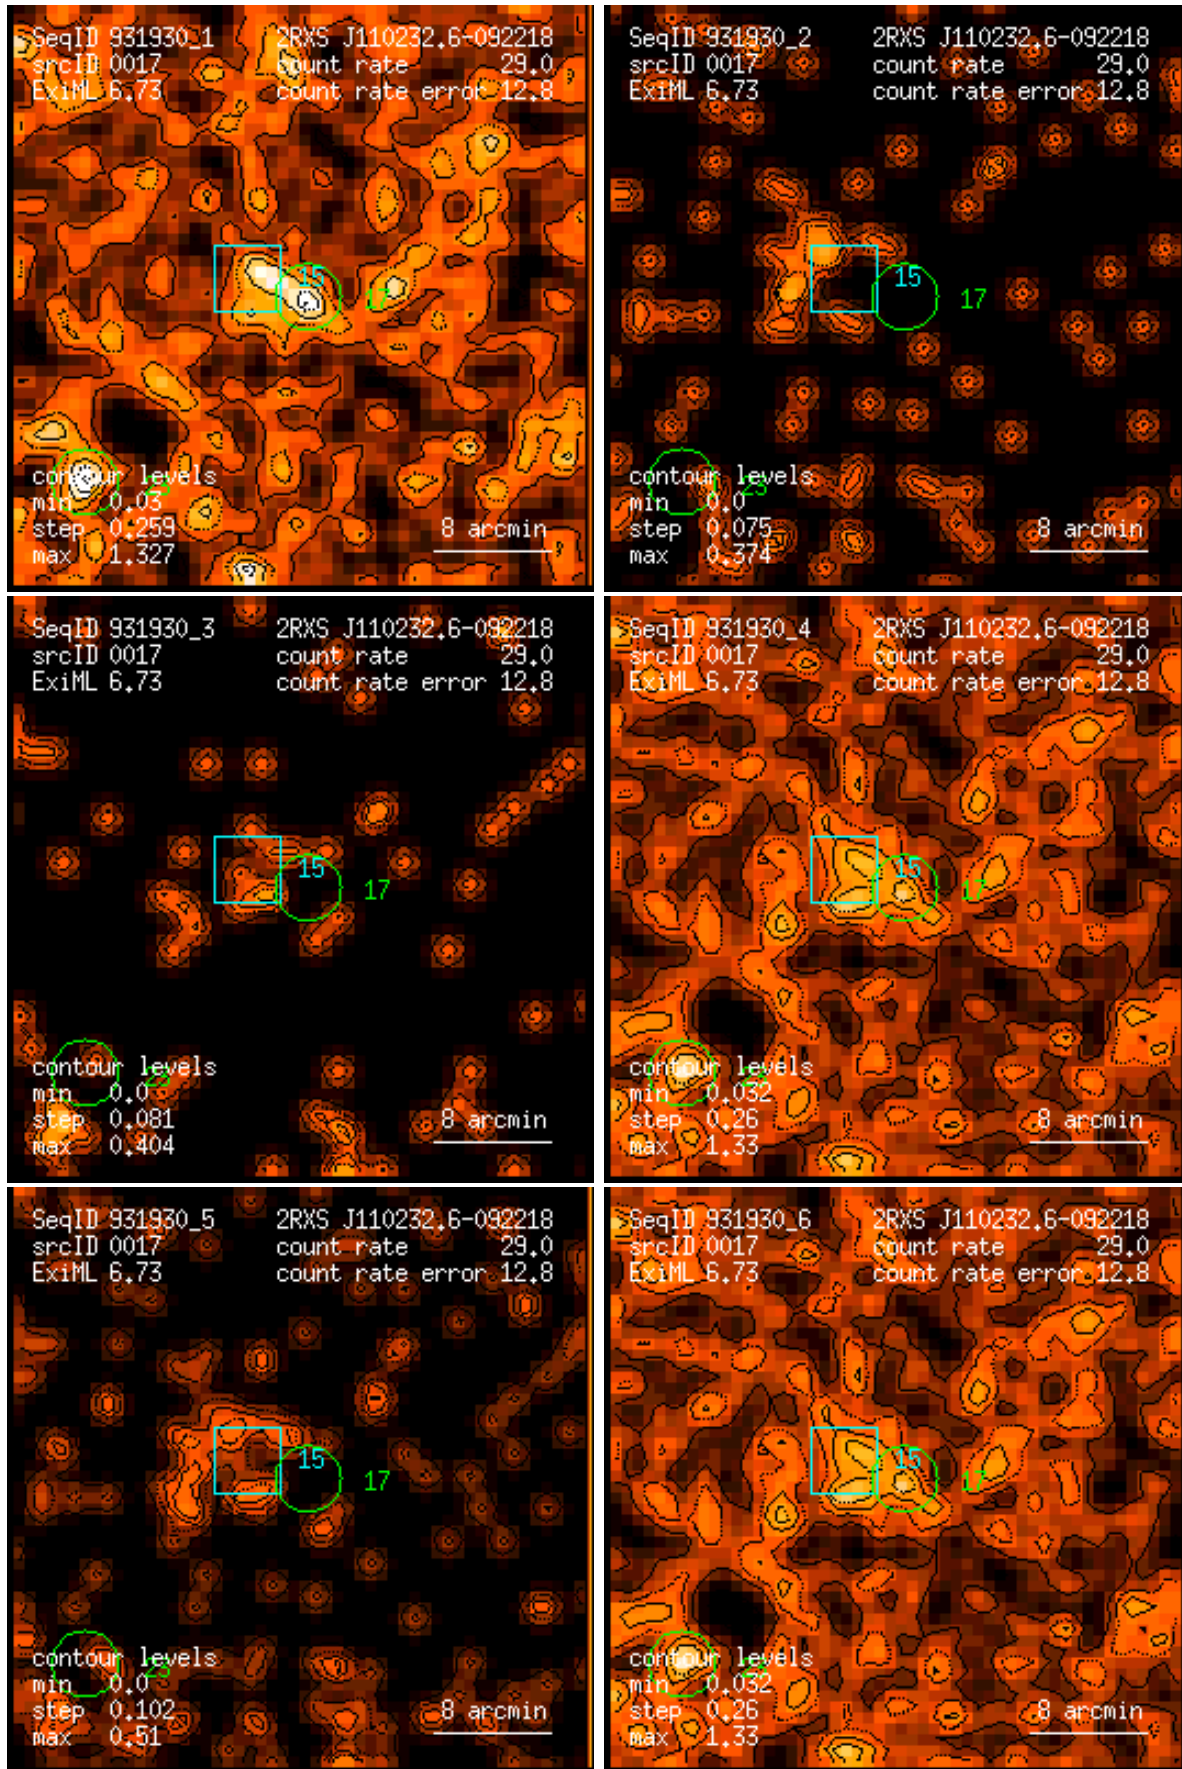 SeqID 931930_1 2RXS J110232.6-092218
srcID 0017 count rate 29.0
ExiML 6.73 count rate error 12.8
15
17
contour levels
23
min 0.03
step 0.259 8 arcmin
max 1.327
SeqID 931930_2 2RXS J110232.6-092218
srcID 0017 count rate 29.0
ExiML 6.73 count rate error 12.8
15
17
contour levels
23
min 0.0
step 0.075 8 arcmin
max 0.374
SeqID 931930_3 2RXS J110232.6-092218
srcID 0017 count rate 29.0
ExiML 6.73 count rate error 12.8
15
17
contour levels
23
min 0.0
step 0.081 8 arcmin
max 0.404
SeqID 931930_4 2RXS J110232.6-092218
srcID 0017 count rate 29.0
ExiML 6.73 count rate error 12.8
15
17
contour levels
23
min 0.032
step 0.26 8 arcmin
max 1.33
SeqID 931930_5 2RXS J110232.6-092218
srcID 0017 count rate 29.0
ExiML 6.73 count rate error 12.8
15
17
contour levels
23
min 0.0
step 0.102 8 arcmin
max 0.51
SeqID 931930_6 2RXS J110232.6-092218
srcID 0017 count rate 29.0
ExiML 6.73 count rate error 12.8
15
17
contour levels
23
min 0.032
step 0.26 8 arcmin
max 1.33